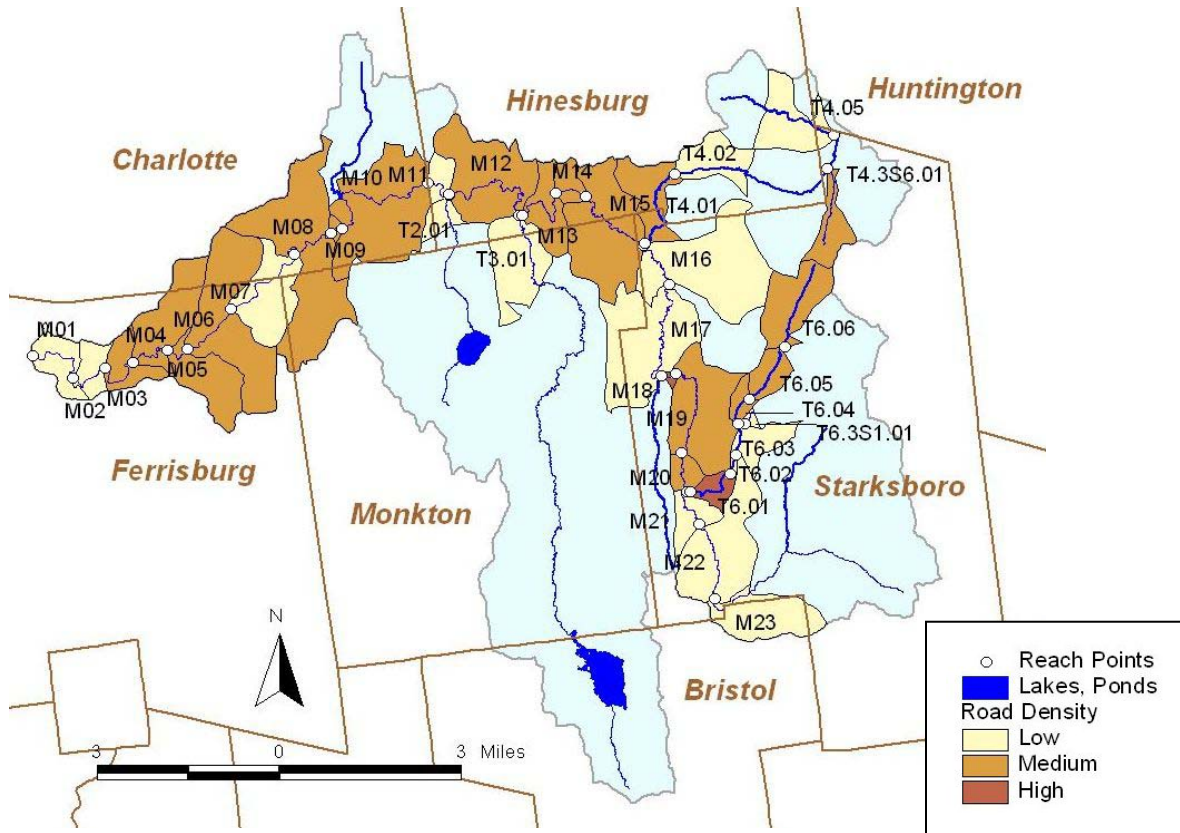 Huntington
Hinesburg
Charlotte
T4.05
T4.02
M12
M14
M10
M11
T4.3S6.01
M15
T4.01
M08
T2.01
M13
M09
T3.01
M16
M07
M01
M04
M06
M17
T6.06
M05
M03
M02
M18
T6.05
M19
T6.04
T6.3S1.01
T6.03
Ferrisburg
M20
T6.02
Starksboro
Monkton
T6.01
M21
M22
N
M23
Bristol
3 0 3 Miles
Reach Points
Lakes, Ponds
Road Density
Low
Medium
High